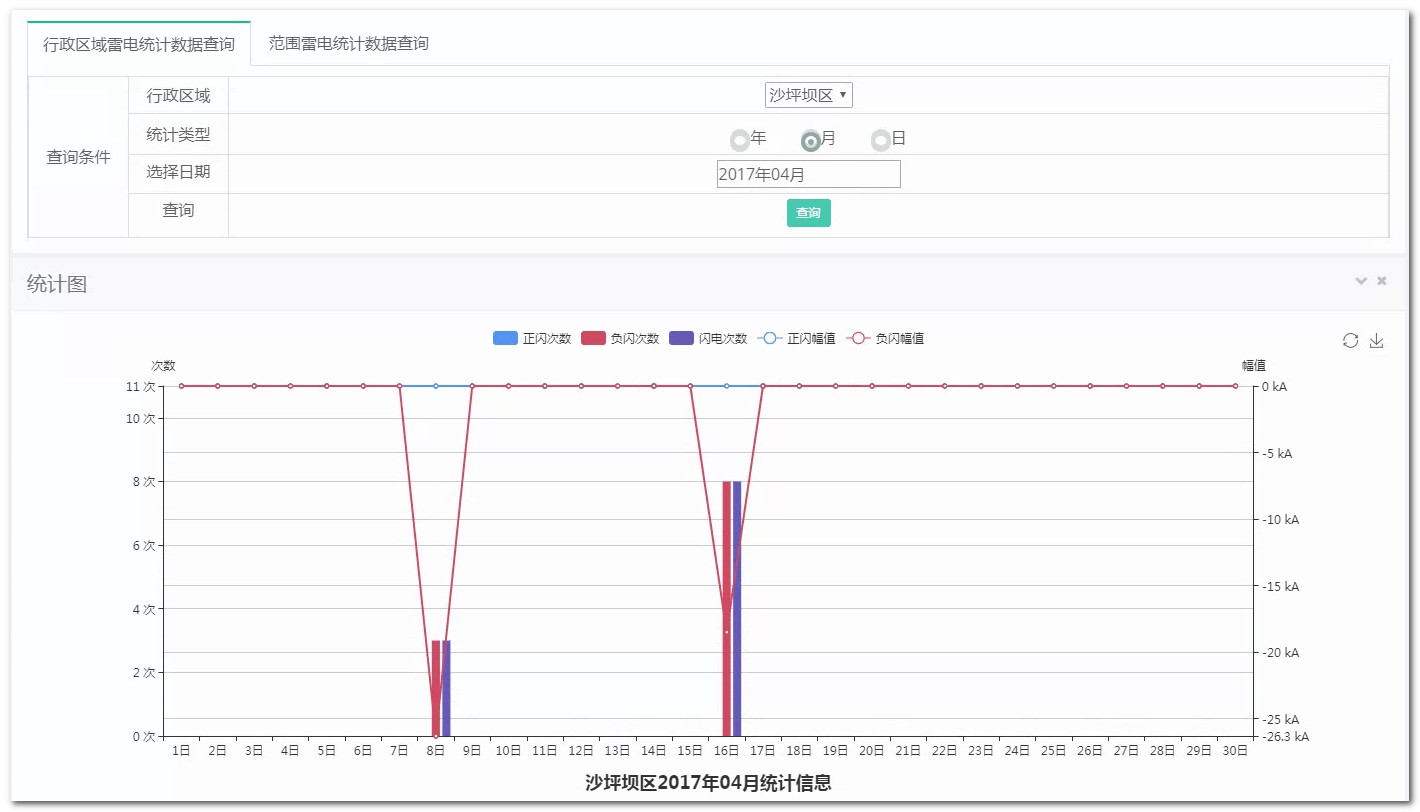 行政区域雷电统计数据查询 范围雷电统计数据查询
查询条件
行政区域 沙坪坝区
统计类型 年 月 日
选择日期 2017年04月
查询 查询
统计图
正闪次数 负闪次数 闪电次数 正闪幅值 负闪幅值
次数 幅值
11 次 0 kA
10 次
-5 kA
8 次
-10 kA
6 次
-15 kA
4 次
-20 kA
2 次
-25 kA
0 次 -26.3 kA
1日 2日 3日 4日 5日 6日 7日 8日 9日 10日 11日 12日 13日 14日 15日 16日 17日 18日 19日 20日 21日 22日 23日 24日 25日 26日 27日 28日 29日 30日
沙坪坝区2017年04月统计信息